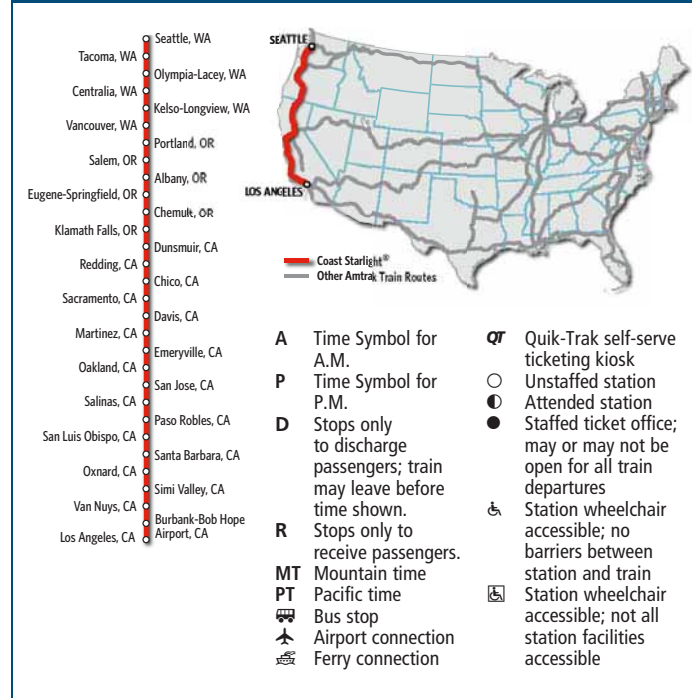 Seattle, WA
Tacoma, WA
Olympia-Lacey, WA
Centralia, WA
Kelso-Longview, WA
Vancouver, WA
Portland, OR
Salem, OR
Albany, OR
Eugene-Springfield, OR
Chemult, OR
Klamath Falls, OR
Dunsmuir, CA
Redding, CA
Chico, CA
Sacramento, CA
Davis, CA
Martinez, CA
Emeryville, CA
Oakland, CA
San Jose, CA
Salinas, CA
Paso Robles, CA
San Luis Obispo, CA
Santa Barbara, CA
Oxnard, CA
Simi Valley, CA
Van Nuys, CA
Burbank-Bob Hope
Airport, CA
Los Angeles, CA
SEATTLE
LOS ANGELES
Coast Starlight®
Other Amtrak Train Routes
A Time Symbol for
A.M.
P Time Symbol for
P.M.
D Stops only
to discharge
passengers; train
may leave before
time shown.
R Stops only to
receive passengers.
MT Mountain time
PT Pacific time
Bus stop
Airport connection
Ferry connection
QT Quik-Trak self-serve
ticketing kiosk
Unstaffed station
Attended station
Staffed ticket office;
may or may not be
open for all train
departures
Station wheelchair
accessible; no
barriers between
station and train
Station wheelchair
accessible; not all
station facilities
accessible